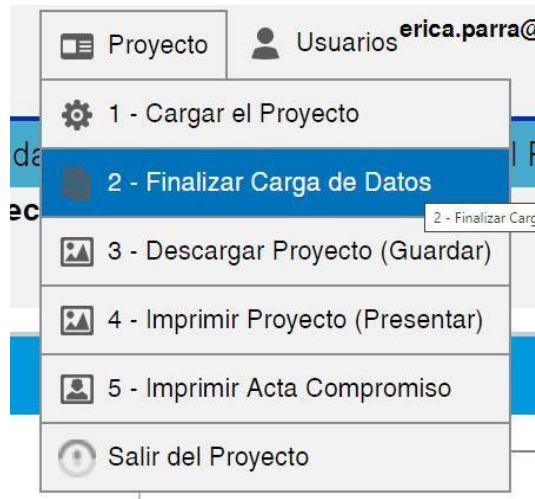 Proyecto Usuarios erica.parra@
1 - Cargar el Proyecto
2 - Finalizar Carga de Datos
2 - Finalizar Carg
3 - Descargar Proyecto (Guardar)
4 - Imprimir Proyecto (Presentar)
5 - Imprimir Acta Compromiso
Salir del Proyecto